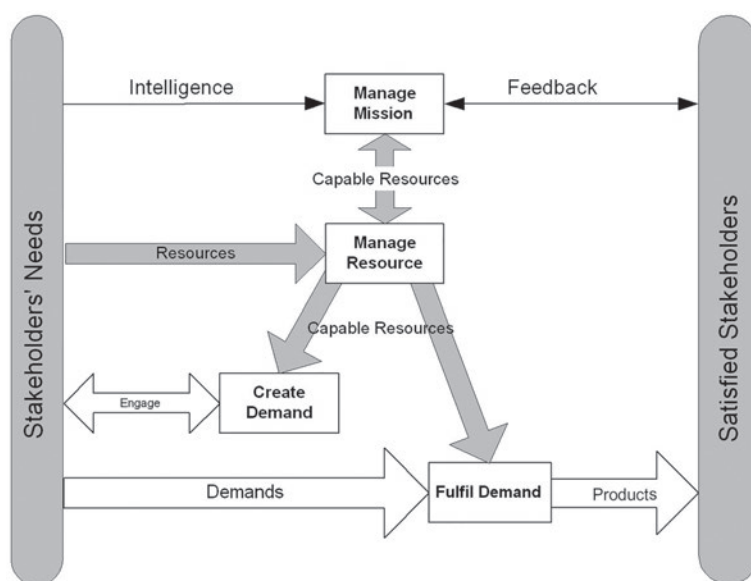 Stakeholders' Needs
Intelligence
Manage
Mission
Feedback
Capable Resources
Resources
Manage
Resource
Capable Resources
Engage
Create
Demand
Demands
Fulfil Demand
Products
Satisfied Stakeholders